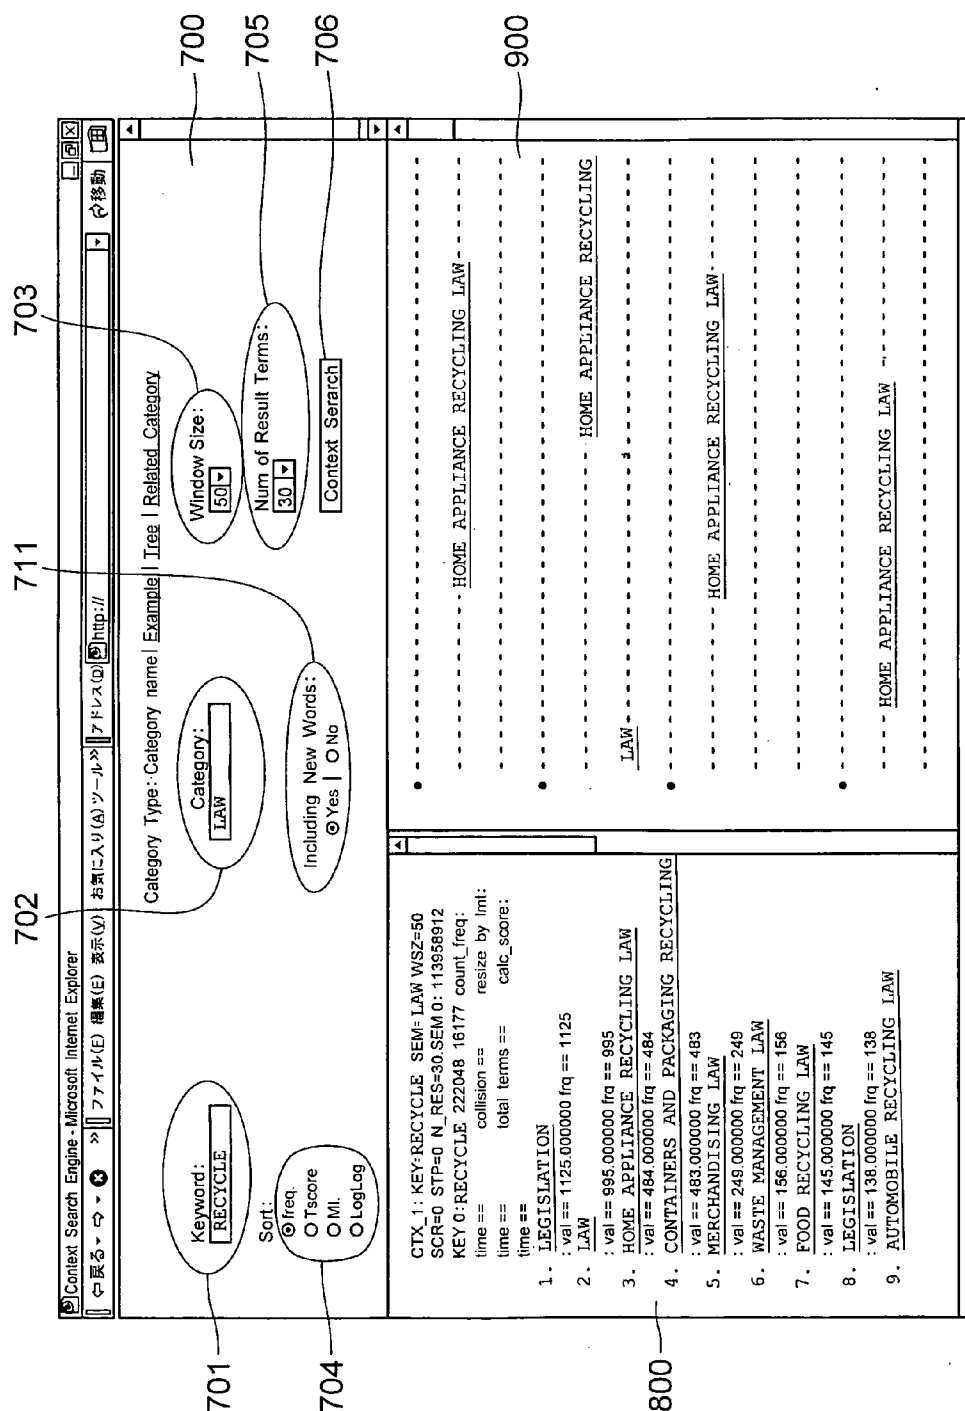 Context Search Engine - Microsoft Internet Explorer
戻る
»
ファイル(F) 編集(E) 表示(V) お気に入り(A) ツール
»
アドレス(D)
http://
移動
Category Type: Category name | Example | Tree | Related Category
Keyword:
RECYCLE
Category:
LAW
Window Size:
50
Sort:
freq.
Tscore
MI.
LogLog
Including New Words:
Yes | No
Num of Result Terms:
30
Context Serarch
CTX_1: KEY=RECYCLE SEM=LAW WSZ=50
SCR=0 STP=0 N_RES=30.SEM 0: 113958912
KEY 0:RECYCLE 222048 16177 count_freq:
time == collision == resize by lmt:
time == total terms == calc_score:
time ==
1. LEGISLATION
: val == 1125.000000 frq == 1125
2. LAW
: val == 995.000000 frq == 995
3. HOME APPLIANCE RECYCLING LAW
: val == 484.000000 frq == 484
4. CONTAINERS AND PACKAGING RECYCLING
: val == 483.000000 frq == 483
5. MERCHANDISING LAW
: val == 249.000000 frq == 249
6. WASTE MANAGEMENT LAW
: val == 156.000000 frq == 156
7. FOOD RECYCLING LAW
: val == 145.000000 frq == 145
8. LEGISLATION
: val == 138.0000000 frq == 138
9. AUTOMOBILE RECYCLING LAW
HOME APPLIANCE RECYCLING LAW
HOME APPLIANCE RECYCLING
LAW
HOME APPLIANCE RECYCLING LAW
HOME APPLIANCE RECYCLING LAW
700
701
702
703
704
705
706
711
800
900